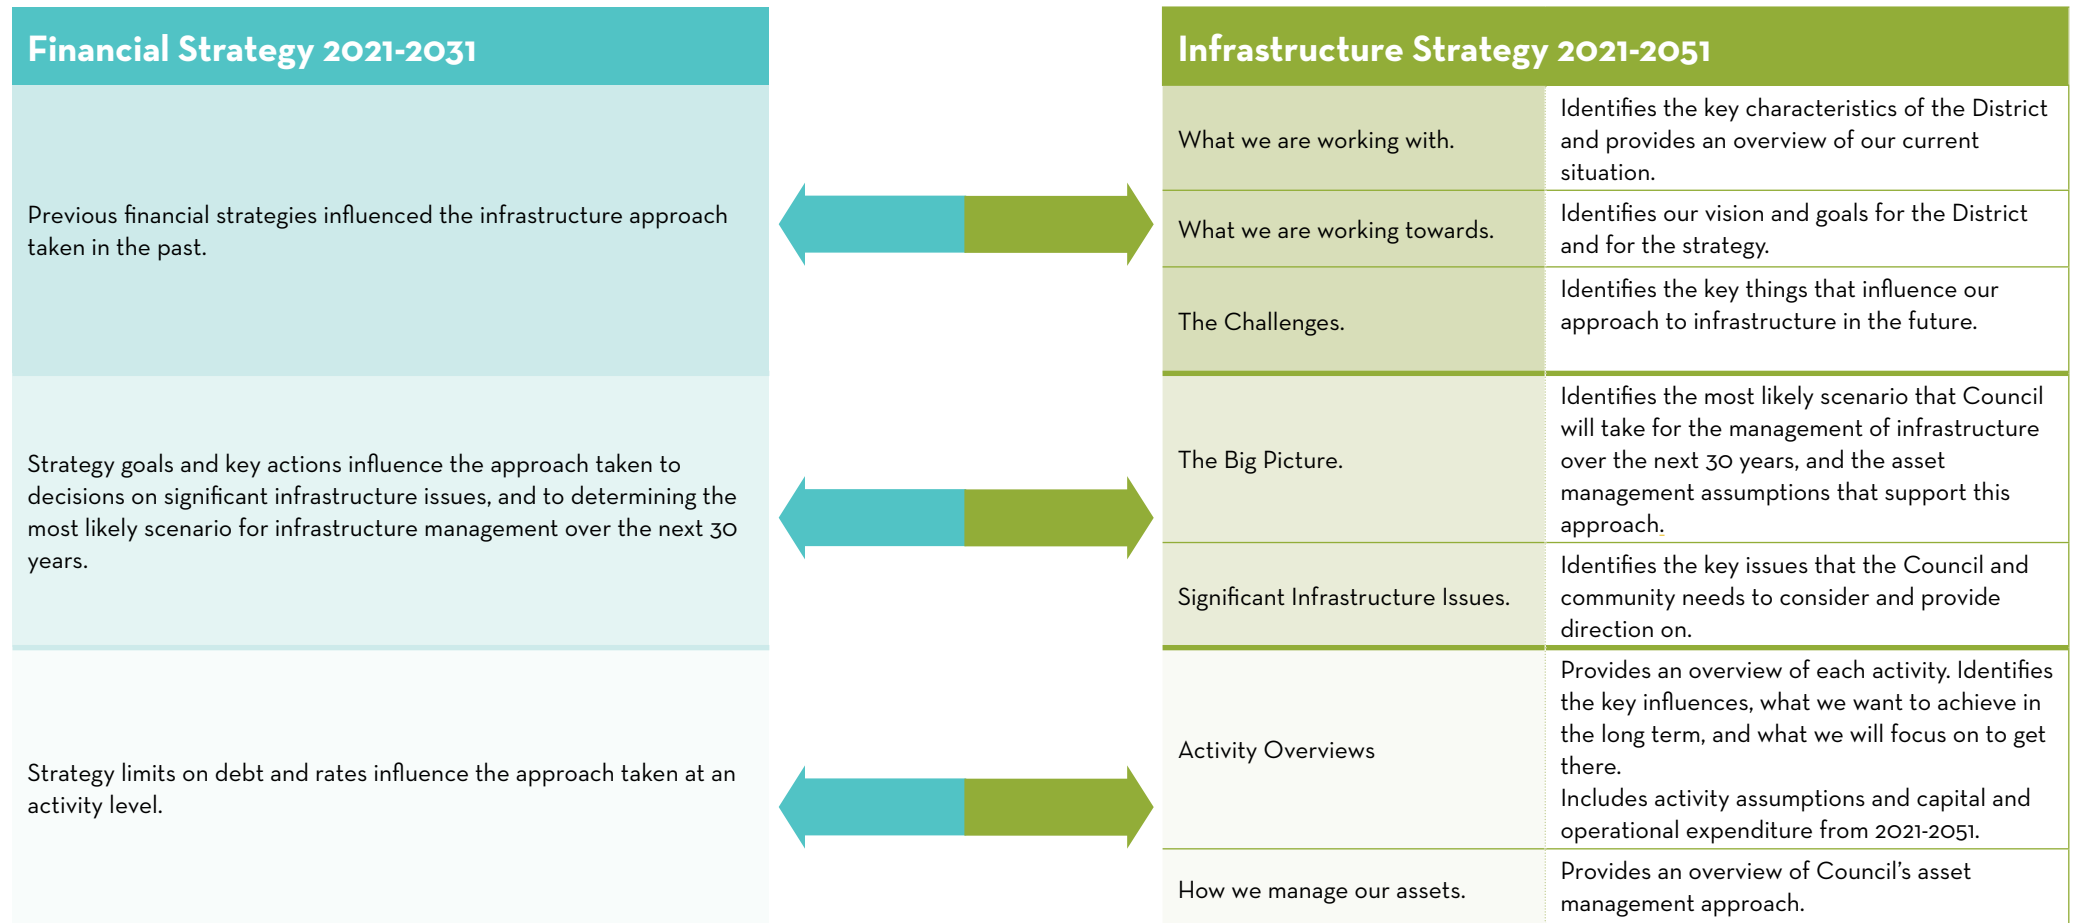 Financial Strategy 2021-2031
Previous financial strategies influenced the infrastructure approach
taken in the past.
Strategy goals and key actions influence the approach taken to
decisions on significant infrastructure issues, and to determining the
most likely scenario for infrastructure management over the next 30
years.
Strategy limits on debt and rates influence the approach taken at an
activity level.
Infrastructure Strategy 2021-2051
What we are working with.
Identifies the key characteristics of the District
and provides an overview of our current
situation.
What we are working towards.
Identifies our vision and goals for the District
and for the strategy.
The Challenges.
Identifies the key things that influence our
approach to infrastructure in the future.
The Big Picture.
Identifies the most likely scenario that Council
will take for the management of infrastructure
over the next 30 years, and the asset
management assumptions that support this
approach.
Significant Infrastructure Issues.
Identifies the key issues that the Council and
community needs to consider and provide
direction on.
Activity Overviews
Provides an overview of each activity. Identifies
the key influences, what we want to achieve in
the long term, and what we will focus on to get
there.
Includes activity assumptions and capital and
operational expenditure from 2021-2051.
How we manage our assets.
Provides an overview of Council's asset
management approach.